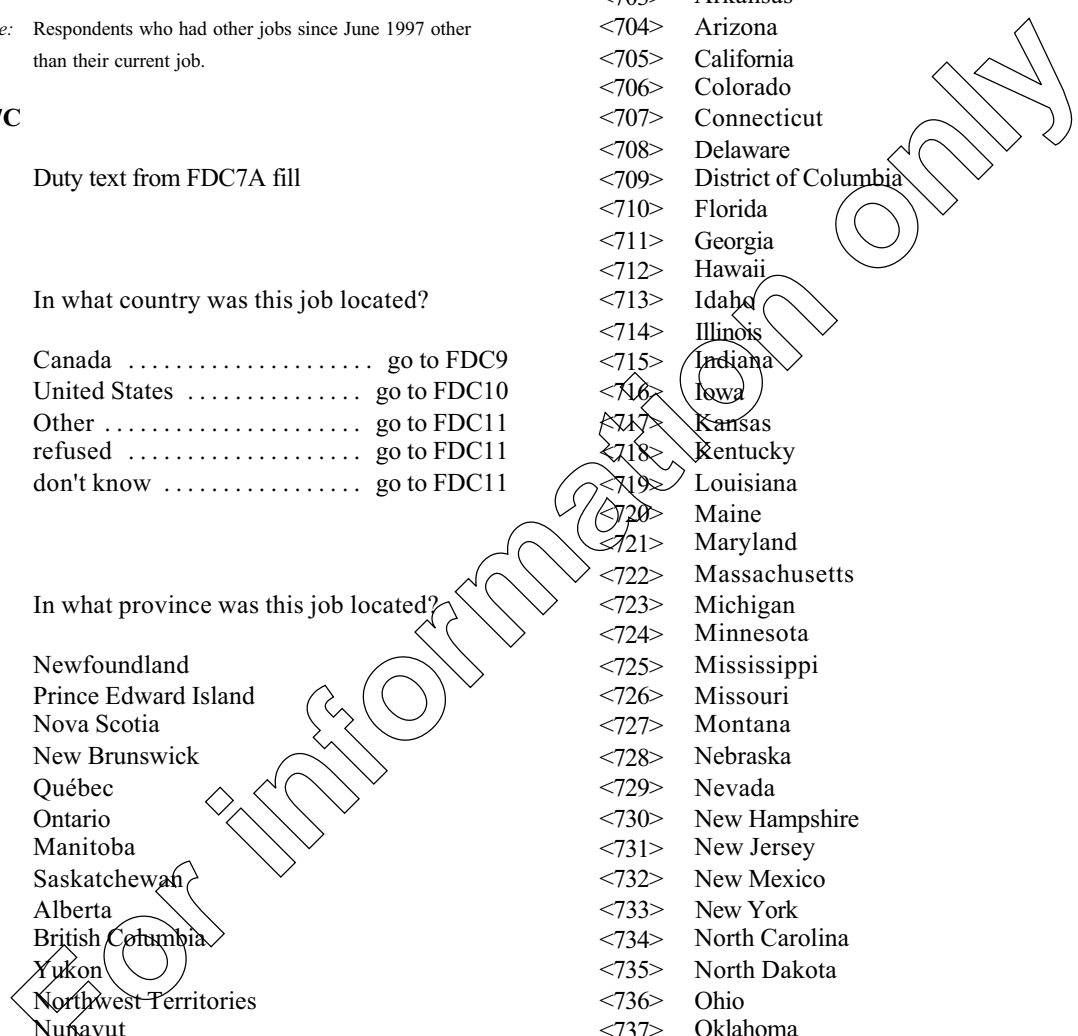 e: Respondents who had other jobs since June 1997 other
than their current job.
7C
Duty text from FDC7A fill
In what country was this job located?
Canada ..................... go to FDC9
United States ............... go to FDC10
Other ...................... go to FDC11
refused .................... go to FDC11
don't know ................. go to FDC11
In what province was this job located?
Newfoundland
Prince Edward Island
Nova Scotia
New Brunswick
Québec
Ontario
Manitoba
Saskatchewan
Alberta
British Columbia
Yukon
Northwest Territories
Nunavut
<703> Arkansas
<704> Arizona
<705> California
<706> Colorado
<707> Connecticut
<708> Delaware
<709> District of Columbia
<710> Florida
<711> Georgia
<712> Hawaii
<713> Idaho
<714> Illinois
<715> Indiana
<716> Iowa
<717> Kansas
<718> Kentucky
<719> Louisiana
<720> Maine
<721> Maryland
<722> Massachusetts
<723> Michigan
<724> Minnesota
<725> Mississippi
<726> Missouri
<727> Montana
<728> Nebraska
<729> Nevada
<730> New Hampshire
<731> New Jersey
<732> New Mexico
<733> New York
<734> North Carolina
<735> North Dakota
<736> Ohio
<737> Oklahoma
For information only